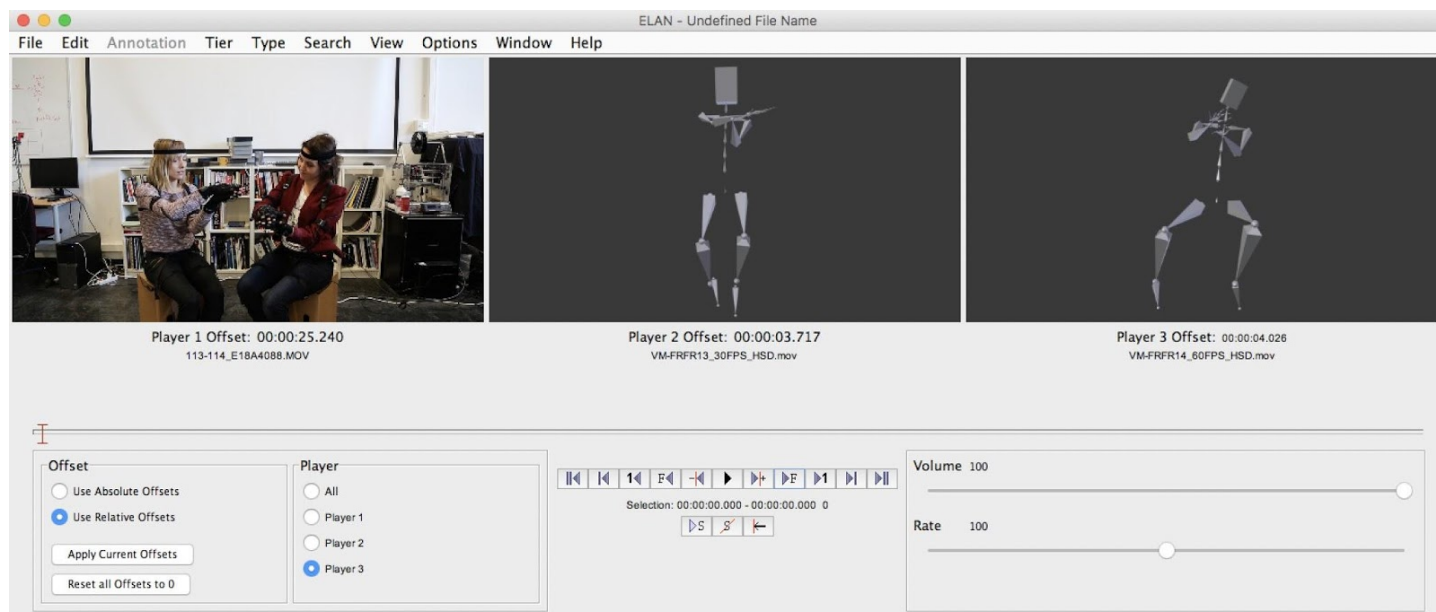 ELAN - Undefined File Name
File Edit Annotation Tier Type Search View Options Window Help
Player 1 Offset: 00:00:25.240
113-114_E18A4088.MOV
Player 2 Offset: 00:00:03.717
VM-FRFR13_30FPS_HSD.mov
Player 3 Offset: 00:00:04.026
VM-FRFR14_60FPS_HSD.mov
Offset
Use Absolute Offsets
Use Relative Offsets
Apply Current Offsets
Reset all Offsets to 0
Player
All
Player 1
Player 2
Player 3
1 F F 1
Selection: 00:00:00.000 - 00:00:00.000 0
S S
Volume 100
Rate 100